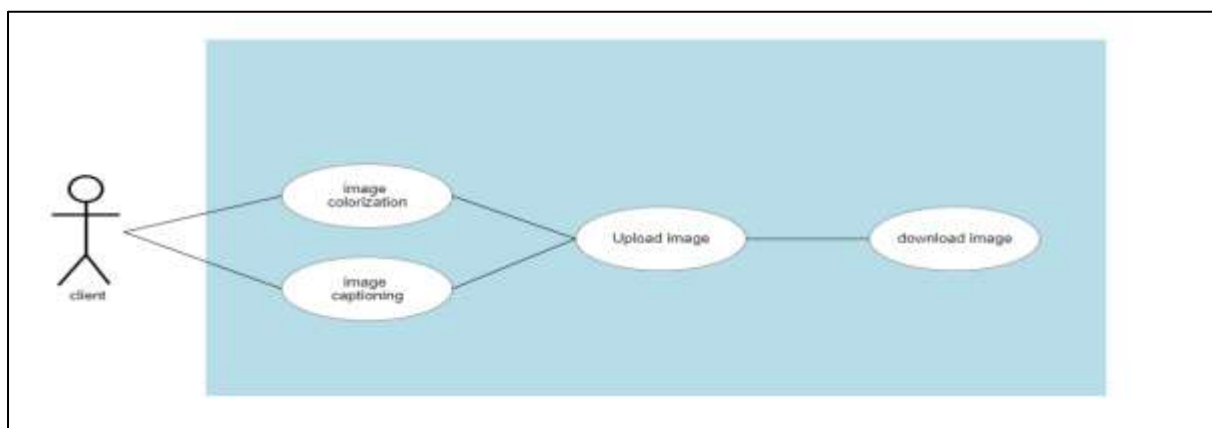 image
colorization
Upload image
download image
image
captioning
client